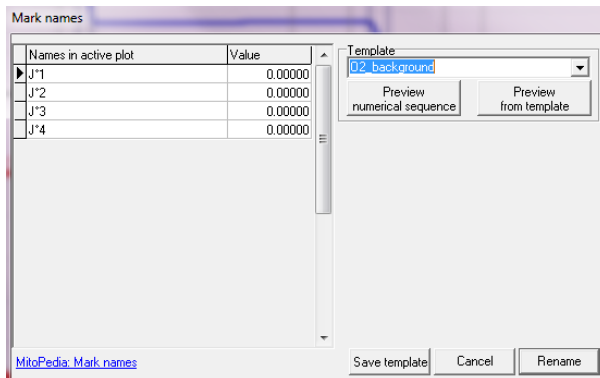 Mark names
Names in active plot Value
J°1 0.00000
J°2 0.00000
J°3 0.00000
J°4 0.00000
Template
O2_background
Preview
numerical sequence
Preview
from template
MitoPedia: Mark names
Save template Cancel Rename